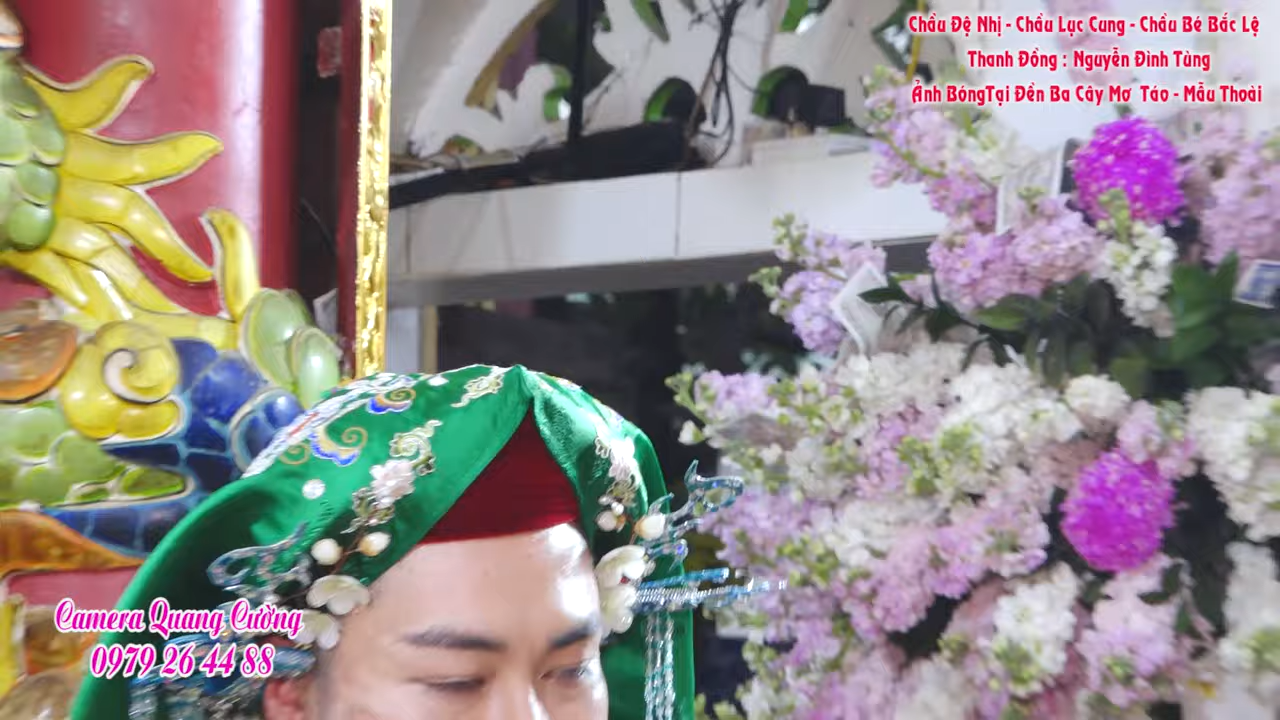 Chầu Đệ Nhị - Chầu Lục Cung - Chầu Bé Bắc Lệ
Thanh Đồng : Nguyễn Đình Tùng
Ảnh BóngTại Đền Ba Cây Mơ Táo - Mẫu Thoải
Camera Quang Cường
0979 26 44 88